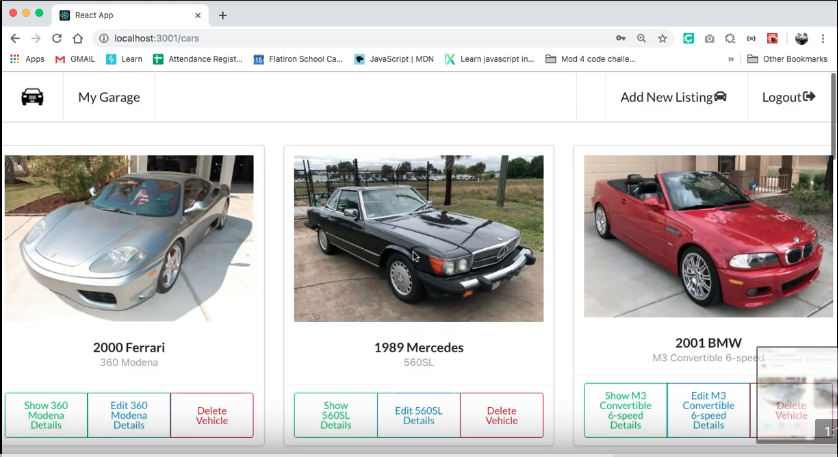 React App
localhost:3001/cars
Apps GMAIL Learn Attendance Regist... Flatiron School Ca... JavaScript | MDN Learn javascript in... Mod 4 code challe... » Other Bookmarks
My Garage Add New Listing Logout
2000 Ferrari
360 Modena
Show 360 Modena Details
Edit 360 Modena Details
Delete Vehicle
1989 Mercedes
560SL
Show 560SL Details
Edit 560SL Details
Delete Vehicle
2001 BMW
M3 Convertible 6-speed
Show M3 Convertible 6-speed Details
Edit M3 Convertible 6-speed Details
Delete Vehicle